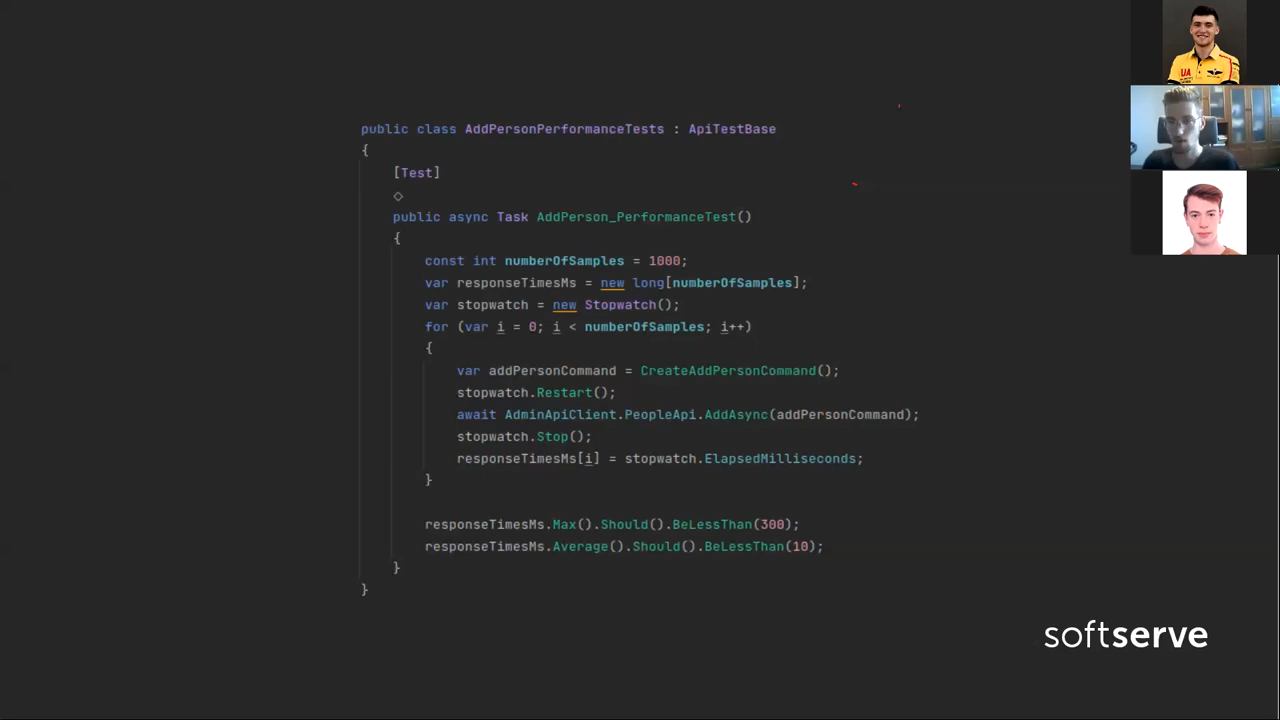 public class AddPersonPerformanceTests : ApiTestBase
{
[Test]
public async Task AddPerson_PerformanceTest()
{
const int numberOfSamples = 1000;
var responseTimesMs = new long[numberOfSamples];
var stopwatch = new Stopwatch();
for (var i = 0; i < numberOfSamples; i++)
{
var addPersonCommand = CreateAddPersonCommand();
stopwatch.Restart();
await AdminApiClient.PeopleApi.AddAsync(addPersonCommand);
stopwatch.Stop();
responseTimesMs[i] = stopwatch.ElapsedMilliseconds;
}
responseTimesMs.Max().Should().BeLessThan(300);
responseTimesMs.Average().Should().BeLessThan(10);
}
}
softserve
UA